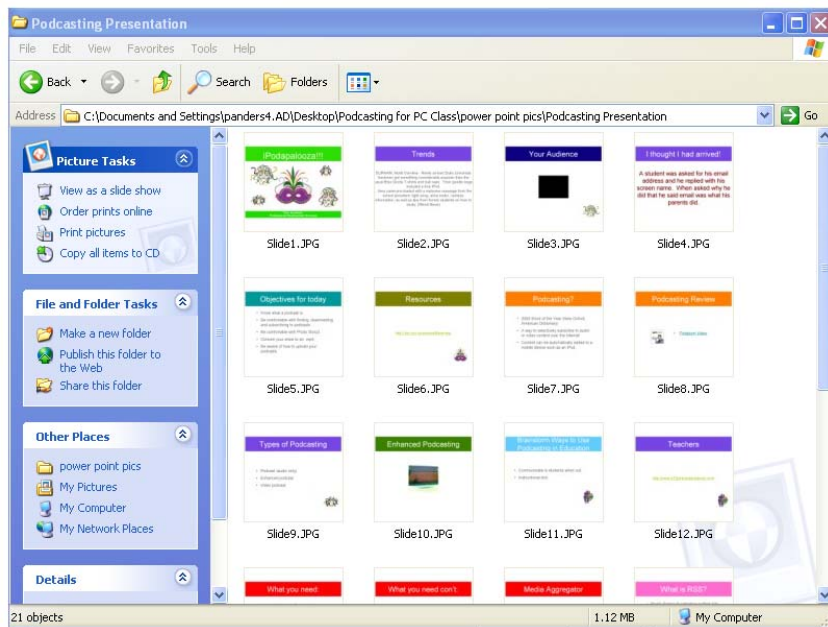 Podcasting Presentation
File Edit View Favorites Tools Help
Back Search Folders
Address C:\Documents and Settings\panders4.AD\Desktop\Podcasting for PC Class\power point pics\Podcasting Presentation Go
Picture Tasks
View as a slide show
Order prints online
Print pictures
Copy all items to CD
File and Folder Tasks
Make a new folder
Publish this folder to
the Web
Share this folder
Other Places
power point pics
My Pictures
My Computer
My Network Places
Details
iPodapalooza!!!
Slide1.JPG
Trends
Slide2.JPG
Your Audience
Slide3.JPG
I thought I had arrived!
A student was asked for his email
address and he replied with his
screen name. When asked why he
did that he said email was what his
parents did.
Slide4.JPG
Objectives for today
Slide5.JPG
Resources
Slide6.JPG
Podcasting?
Slide7.JPG
Podcasting Review
Slide8.JPG
Types of Podcasting
Slide9.JPG
Enhanced Podcasting
Slide10.JPG
Brainstorm Ways to Use
Podcasting in Education
Slide11.JPG
Teachers
Slide12.JPG
What you need:
What you need con't:
Media Aggregator
What is RSS?
21 objects 1.12 MB My Computer